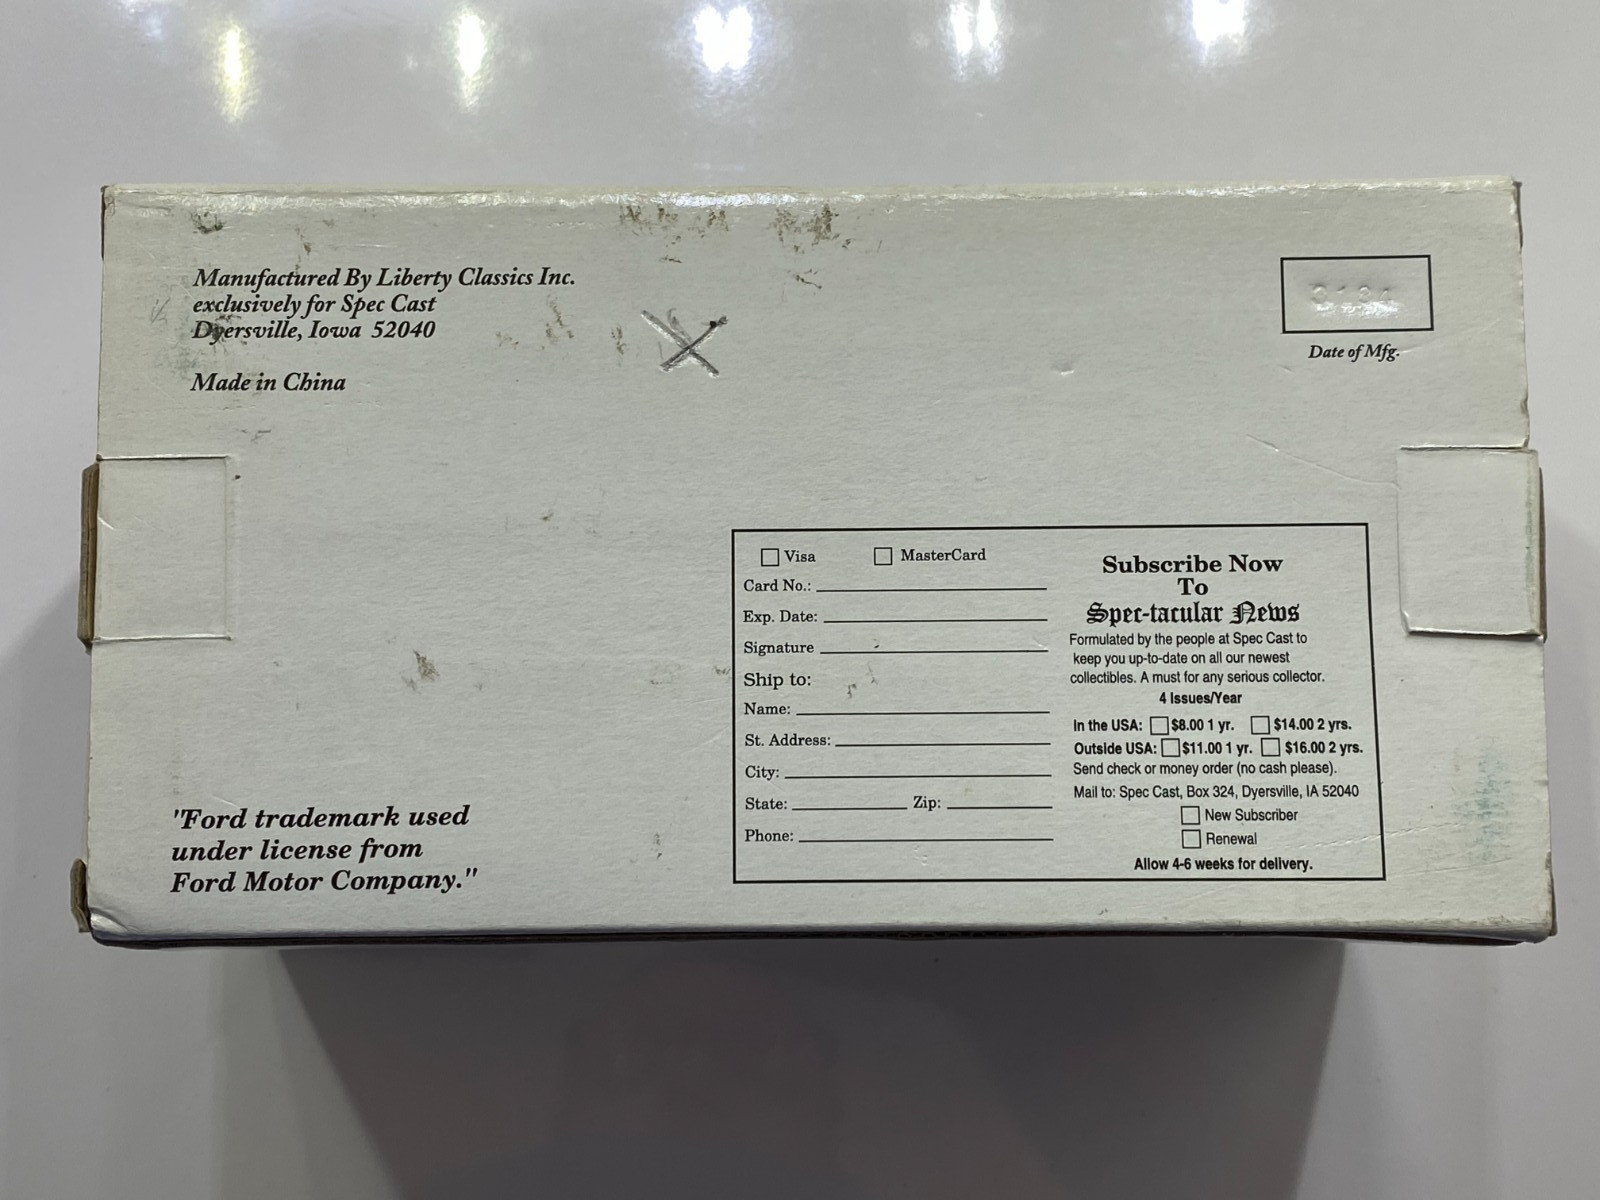 Manufactured By Liberty Classics Inc.
exclusively for Spec Cast
Dyersville, Iowa 52040
Made in China
Date of Mfg.
"Ford trademark used
under license from
Ford Motor Company."
Visa MasterCard
Card No.:
Exp. Date:
Signature
Ship to:
Name:
St. Address:
City:
State: Zip:
Phone:
Subscribe Now
To
Spec-tacular News
Formulated by the people at Spec Cast to
keep you up-to-date on all our newest
collectibles. A must for any serious collector.
4 Issues/Year
In the USA: $8.00 1 yr. $14.00 2 yrs.
Outside USA: $11.00 1 yr. $16.00 2 yrs.
Send check or money order (no cash please).
Mail to: Spec Cast, Box 324, Dyersville, IA 52040
New Subscriber
Renewal
Allow 4-6 weeks for delivery.